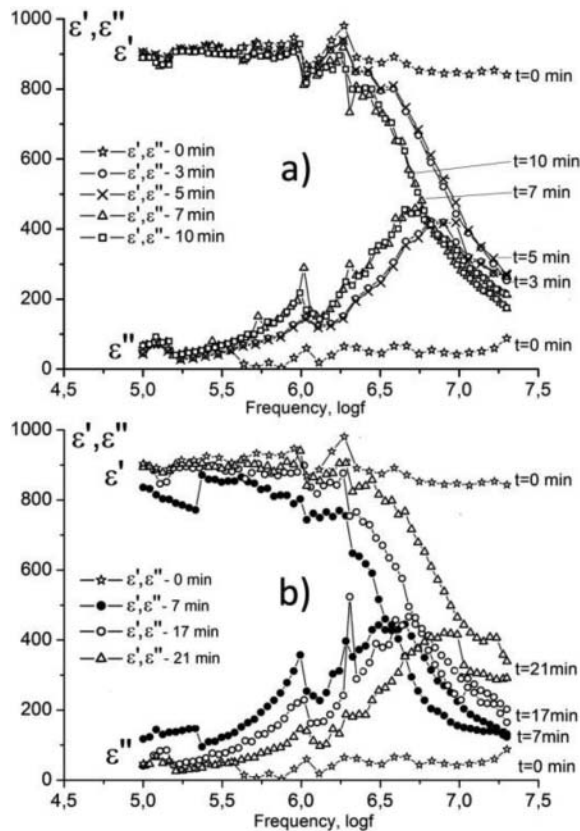 1000
ε',ε"
ε'
t=0 min
800
☆ ε',ε"- 0 min
600
○ ε',ε"- 3 min
a)
× ε',ε"- 5 min
t=10 min
△ ε',ε"- 7 min
t=7 min
□ ε',ε"- 10 min
400
t=5 min
t=3 min
200
ε"
t=0 min
0
4,5 5,0 5,5 6,0 6,5 7,0 7,5
Frequency, logf
1000
ε',ε"
ε'
t=0 min
800
b)
600
☆ ε',ε"- 0 min
● ε',ε"- 7 min
○ ε',ε"- 17 min
400
△ ε',ε"- 21 min
t=21min
200
t=17min
t=7min
ε"
t=0 min
0
4,5 5,0 5,5 6,0 6,5 7,0 7,5
Frequency, logf